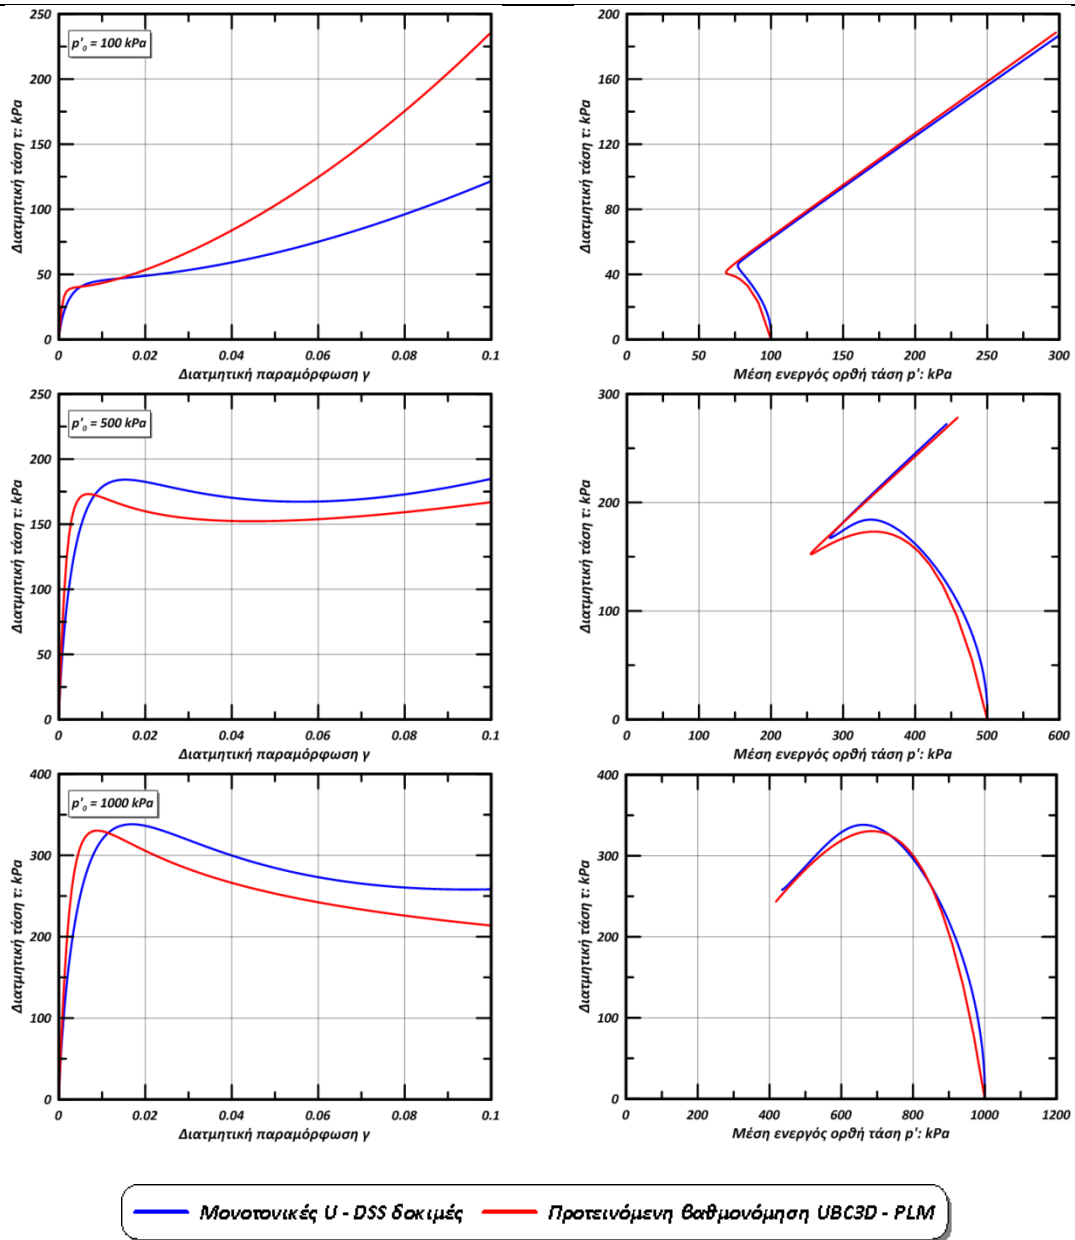 250
200
150
100
50
0
p'₀ = 100 kPa
Διατμητική τάση τ: kPa
0 0.02 0.04 0.06 0.08 0.1
Διατμητική παραμόρφωση γ
200
160
120
80
40
0
Διατμητική τάση τ: kPa
0 50 100 150 200 250 300
Μέση ενεργός ορθή τάση p': kPa
250
200
150
100
50
0
p'₀ = 500 kPa
Διατμητική τάση τ: kPa
0 0.02 0.04 0.06 0.08 0.1
Διατμητική παραμόρφωση γ
300
200
100
0
Διατμητική τάση τ: kPa
0 100 200 300 400 500 600
Μέση ενεργός ορθή τάση p': kPa
400
300
200
100
0
p'₀ = 1000 kPa
Διατμητική τάση τ: kPa
0 0.02 0.04 0.06 0.08 0.1
Διατμητική παραμόρφωση γ
400
300
200
100
0
Διατμητική τάση τ: kPa
0 200 400 600 800 1000 1200
Μέση ενεργός ορθή τάση p': kPa
Μονοτονικές U - DSS δοκιμές
Προτεινόμενη βαθμονόμηση UBC3D - PLM